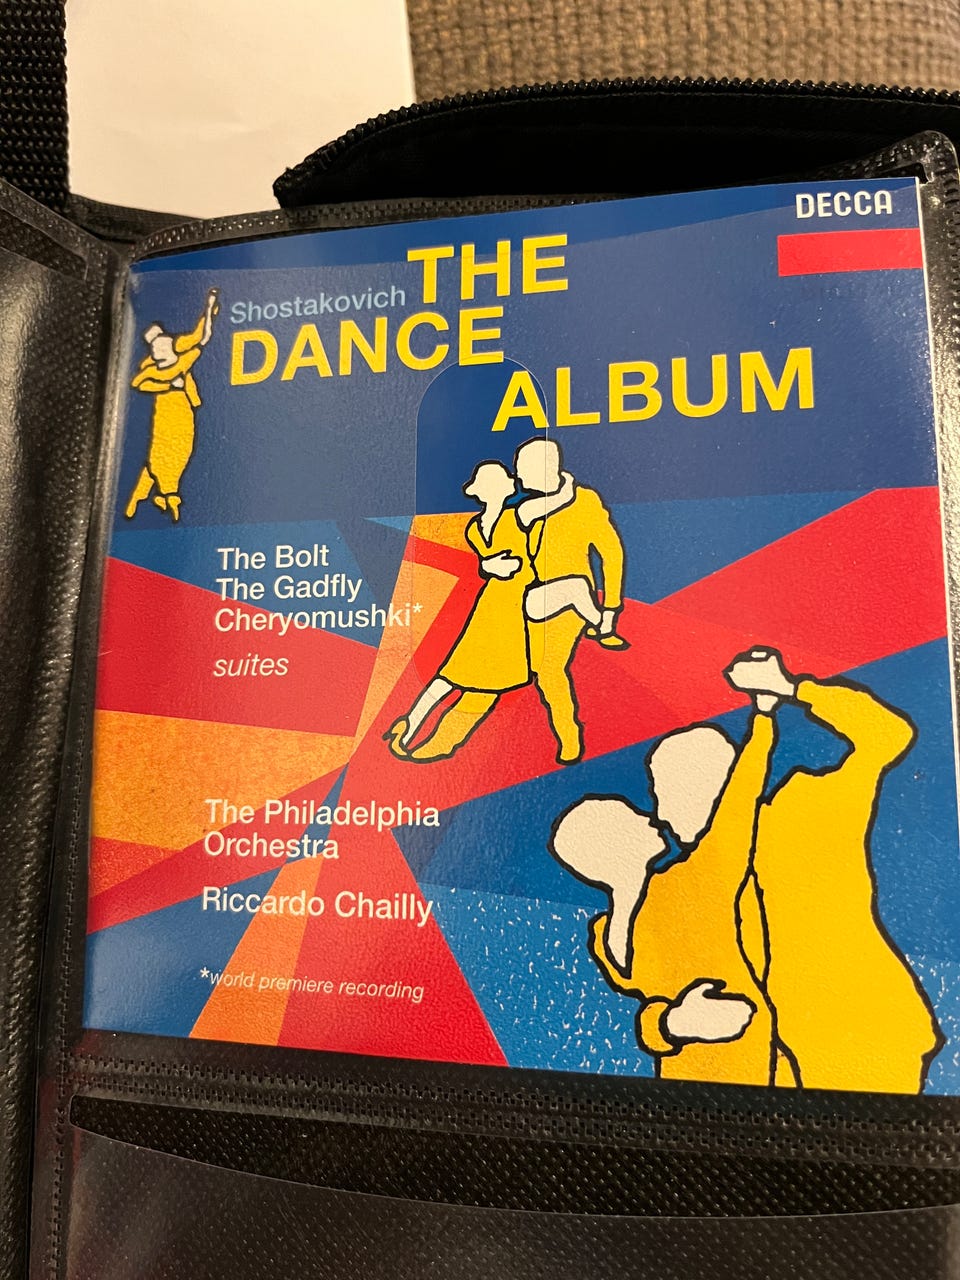 DECCA
THE
Shostakovich
DANCE
ALBUM
The Bolt
The Gadfly
Cheryomushki*
suites
The Philadelphia
Orchestra
Riccardo Chailly
*world premiere recording